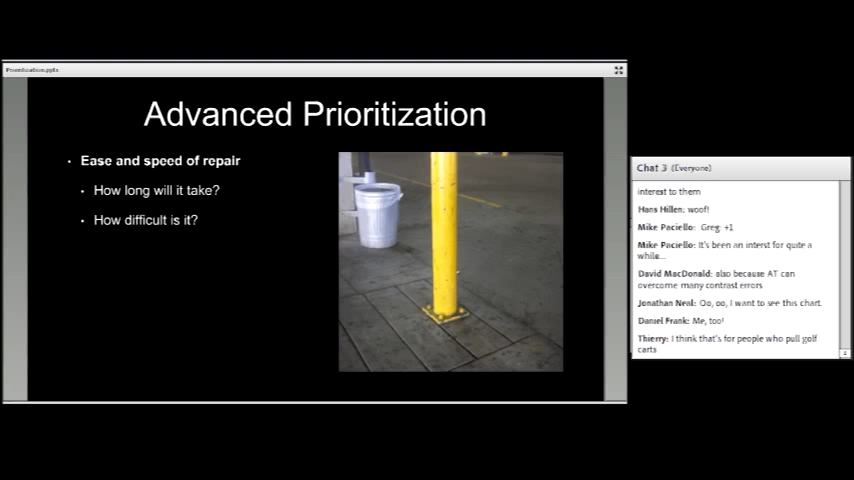 Prioritization.pptx
Advanced Prioritization
• Ease and speed of repair
• How long will it take?
• How difficult is it?
Chat 3 (Everyone)
interest to them
Hans Hillen: woof!
Mike Paciello: Greg: +1
Mike Paciello: It's been an interst for quite a
while...
David MacDonald: also because AT can
overcome many contrast errors
Jonathan Neal: Oo, oo, I want to see this chart.
Daniel Frank: Me, too!
Thierry: I think that's for people who pull golf
carts